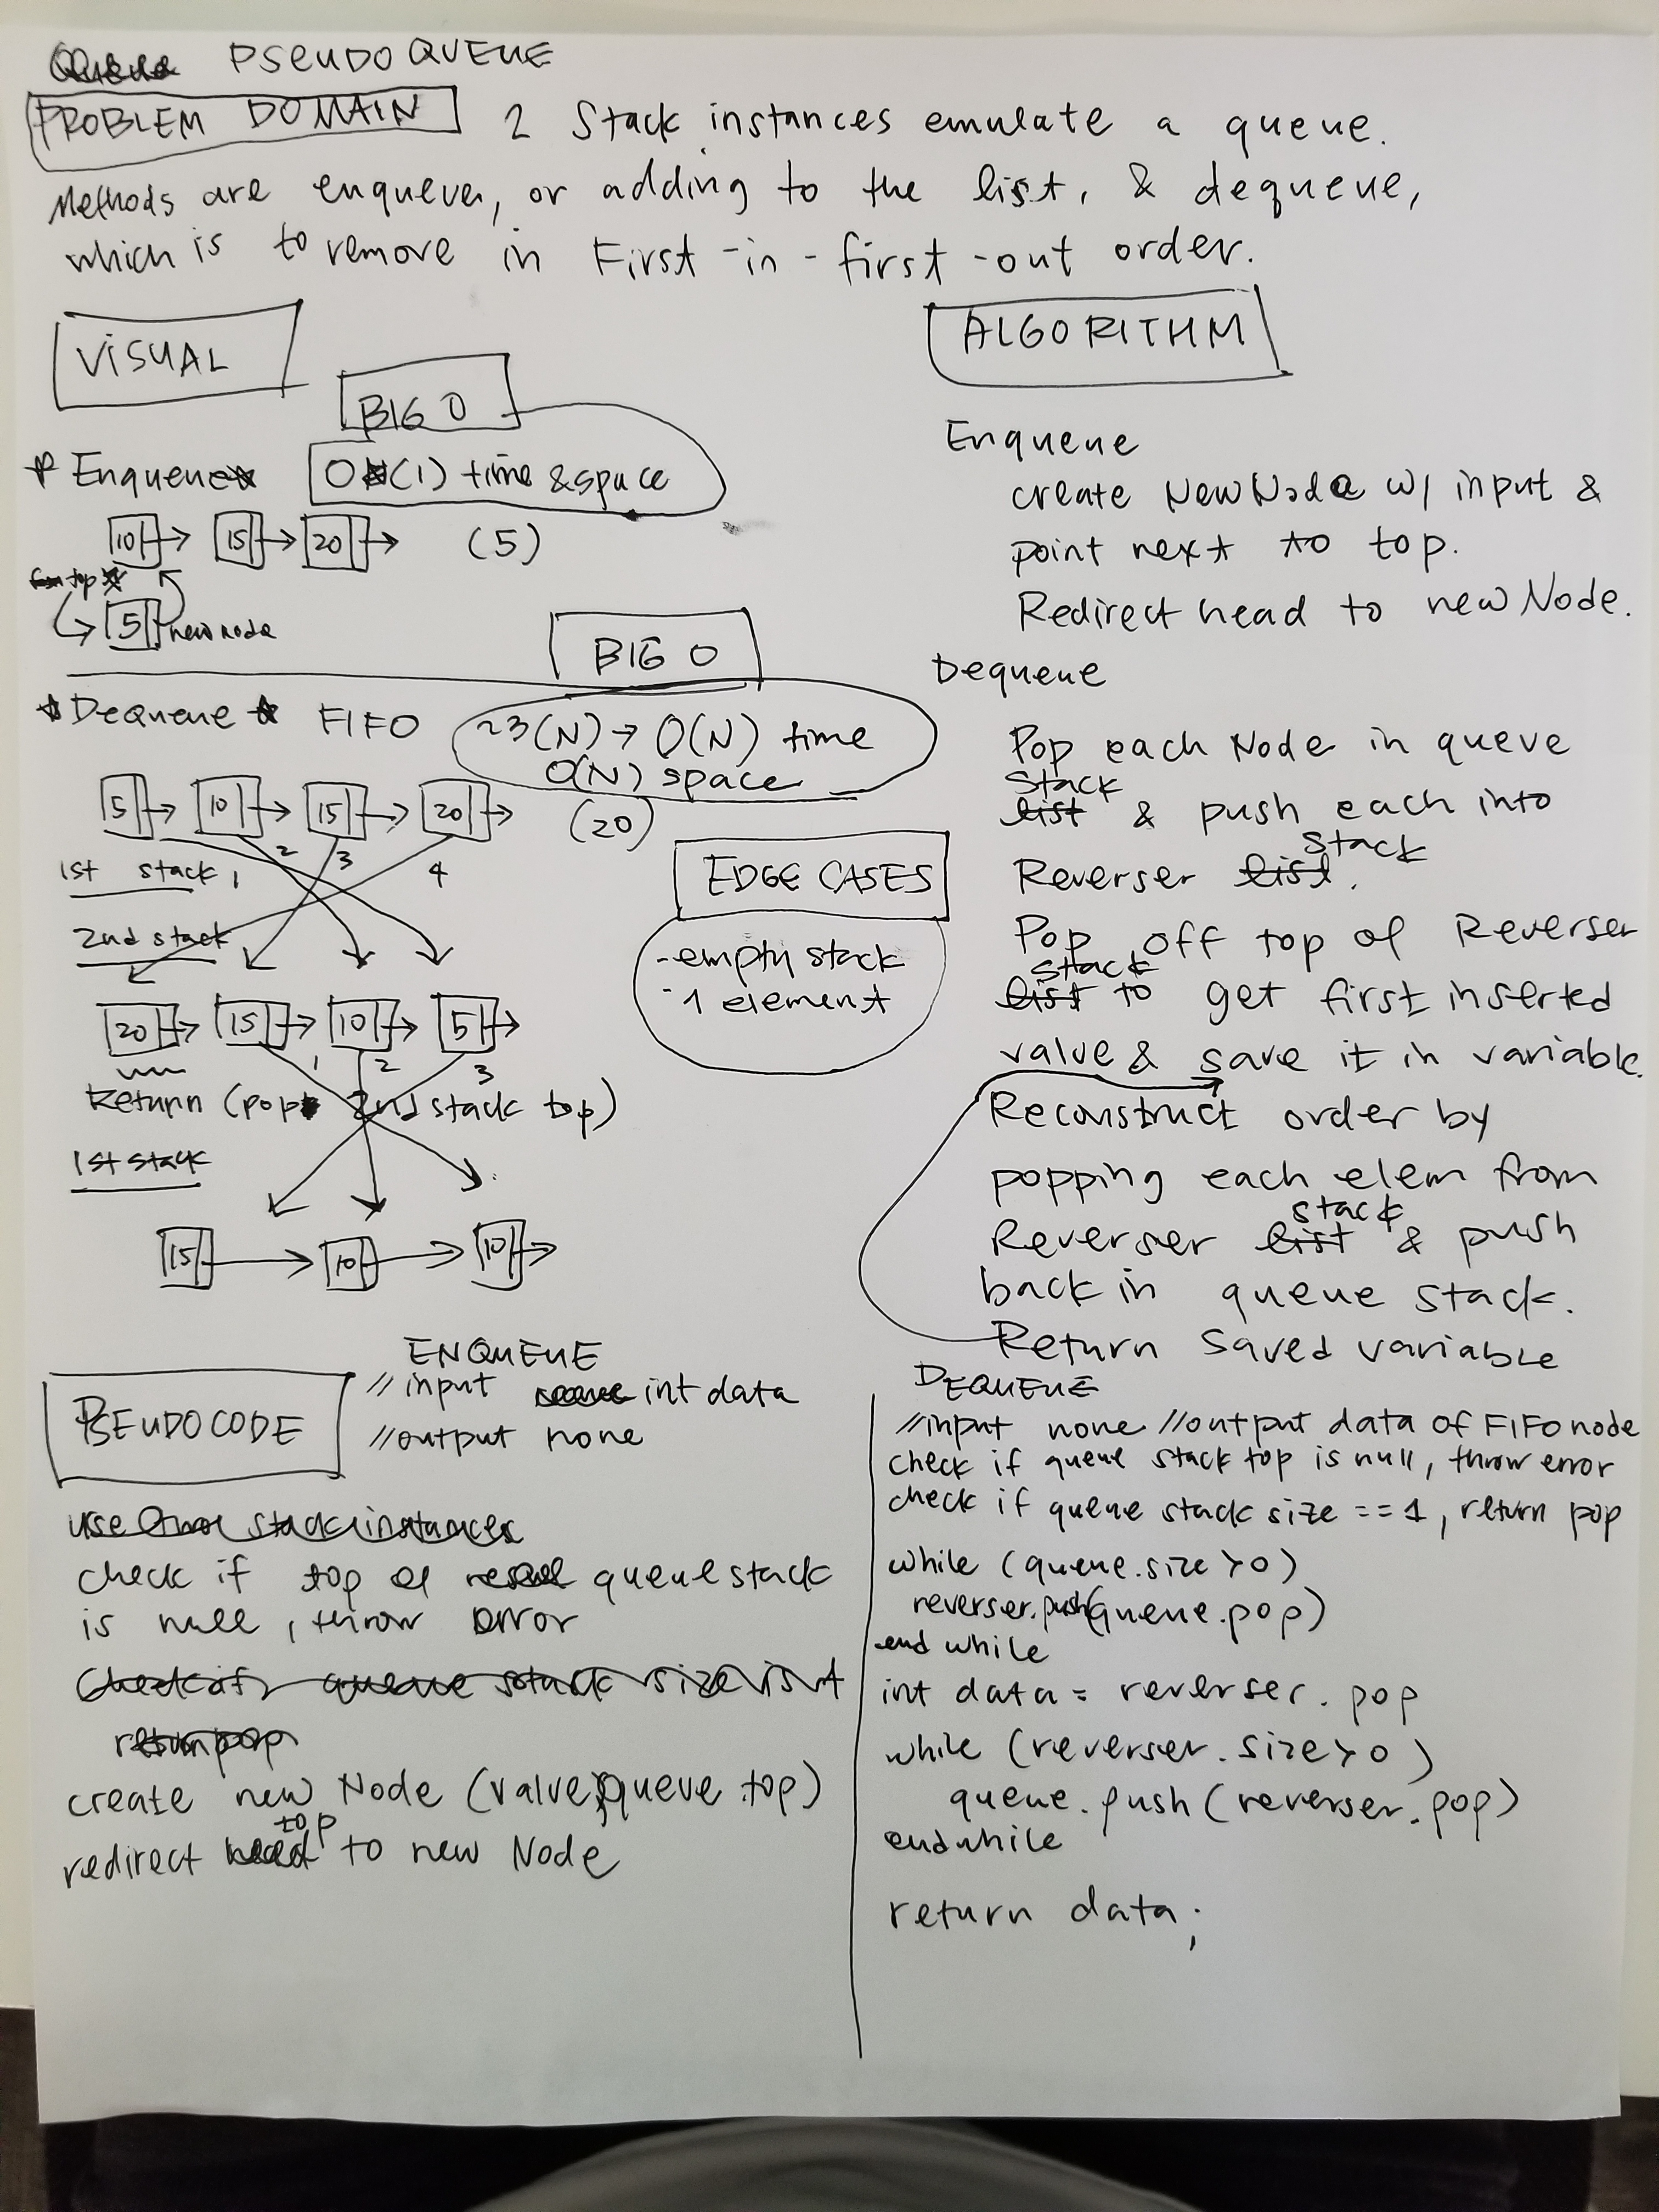 Queue PSEUDO QUEUE
PROBLEM DOMAIN 2 Stack instances emulate a queue.
Methods are enqueue, or adding to the list, & dequeue,
which is to remove in First-in-first-out order.
VISUAL
BIG O
* Enqueue* O(1) time & space
10 → 15 → 20 → (5)
top
5 new node
BIG O
* Dequeue * FIFO ~3(N) → O(N) time
O(N) space
5 → 10 → 15 → 20 → (20)
1st stack 1 2 3 4
2nd stack
20 → 15 → 10 → 5 →
1 2 3
Return (pop 2nd stack top)
1st stack
15 → 10 → 10 →
EDGE CASES
- empty stack
- 1 element
ALGORITHM
Enqueue
create NewNode w/ input &
point next to top.
Redirect head to new Node.
Dequeue
Pop each Node in queue
stack
list & push each into
stack
Reverser list.
Pop off top of Reverser
stack
list to get first inserted
value & save it in variable.
Reconstruct order by
popping each elem from
stack
Reverser list & push
back in queue stack.
Return saved variable
PSEUDOCODE
ENQUEUE
// input int data
// output none
use stack instances
check if top of queue stack
is null, throw error
Check if queue stack size is 1
return pop
create new Node (value, queue.top)
top
redirect head to new Node
DEQUEUE
//input none //output data of FIFO node
check if queue stack top is null, throw error
check if queue stack size == 1, return pop
while (queue.size > 0)
reverser.push(queue.pop)
end while
int data = reverser.pop
while (reverser.size > 0)
queue.push(reverser.pop)
end while
return data;